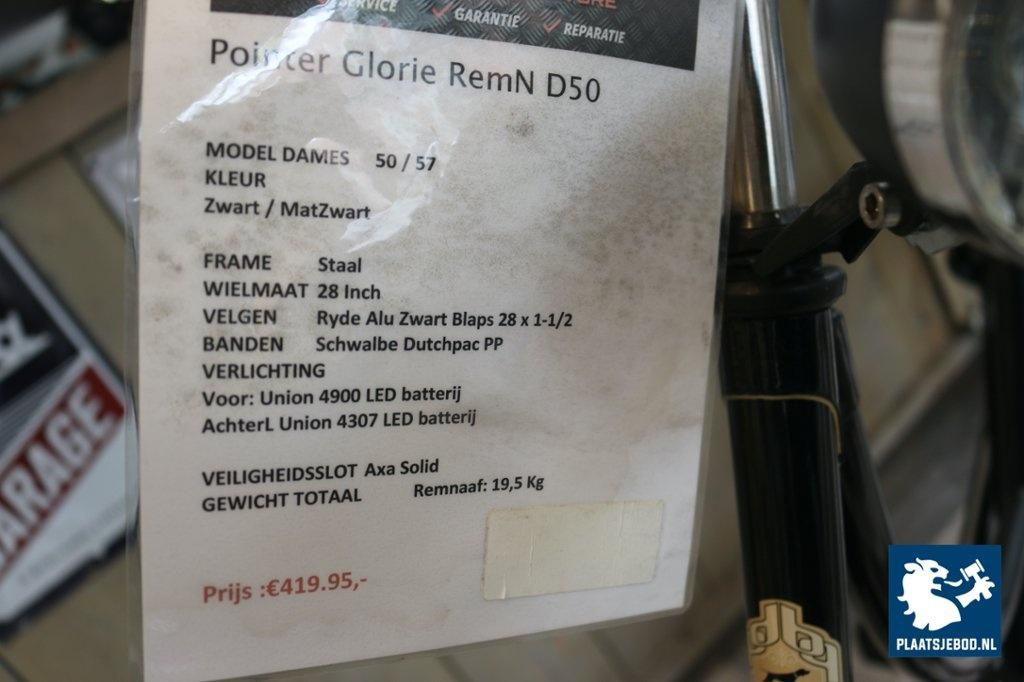 SERVICE
GARANTIE
REPARATIE
Pointer Glorie RemN D50
MODEL DAMES 50 / 57
KLEUR
Zwart / MatZwart
FRAME Staal
WIELMAAT 28 Inch
VELGEN Ryde Alu Zwart Blaps 28 x 1-1/2
BANDEN Schwalbe Dutchpac PP
VERLICHTING
Voor: Union 4900 LED batterij
AchterL Union 4307 LED batterij
VEILIGHEIDSSLOT Axa Solid
GEWICHT TOTAAL Remnaaf: 19,5 Kg
Prijs :€419.95,-
ARAGE
PLAATSJEBOD.NL